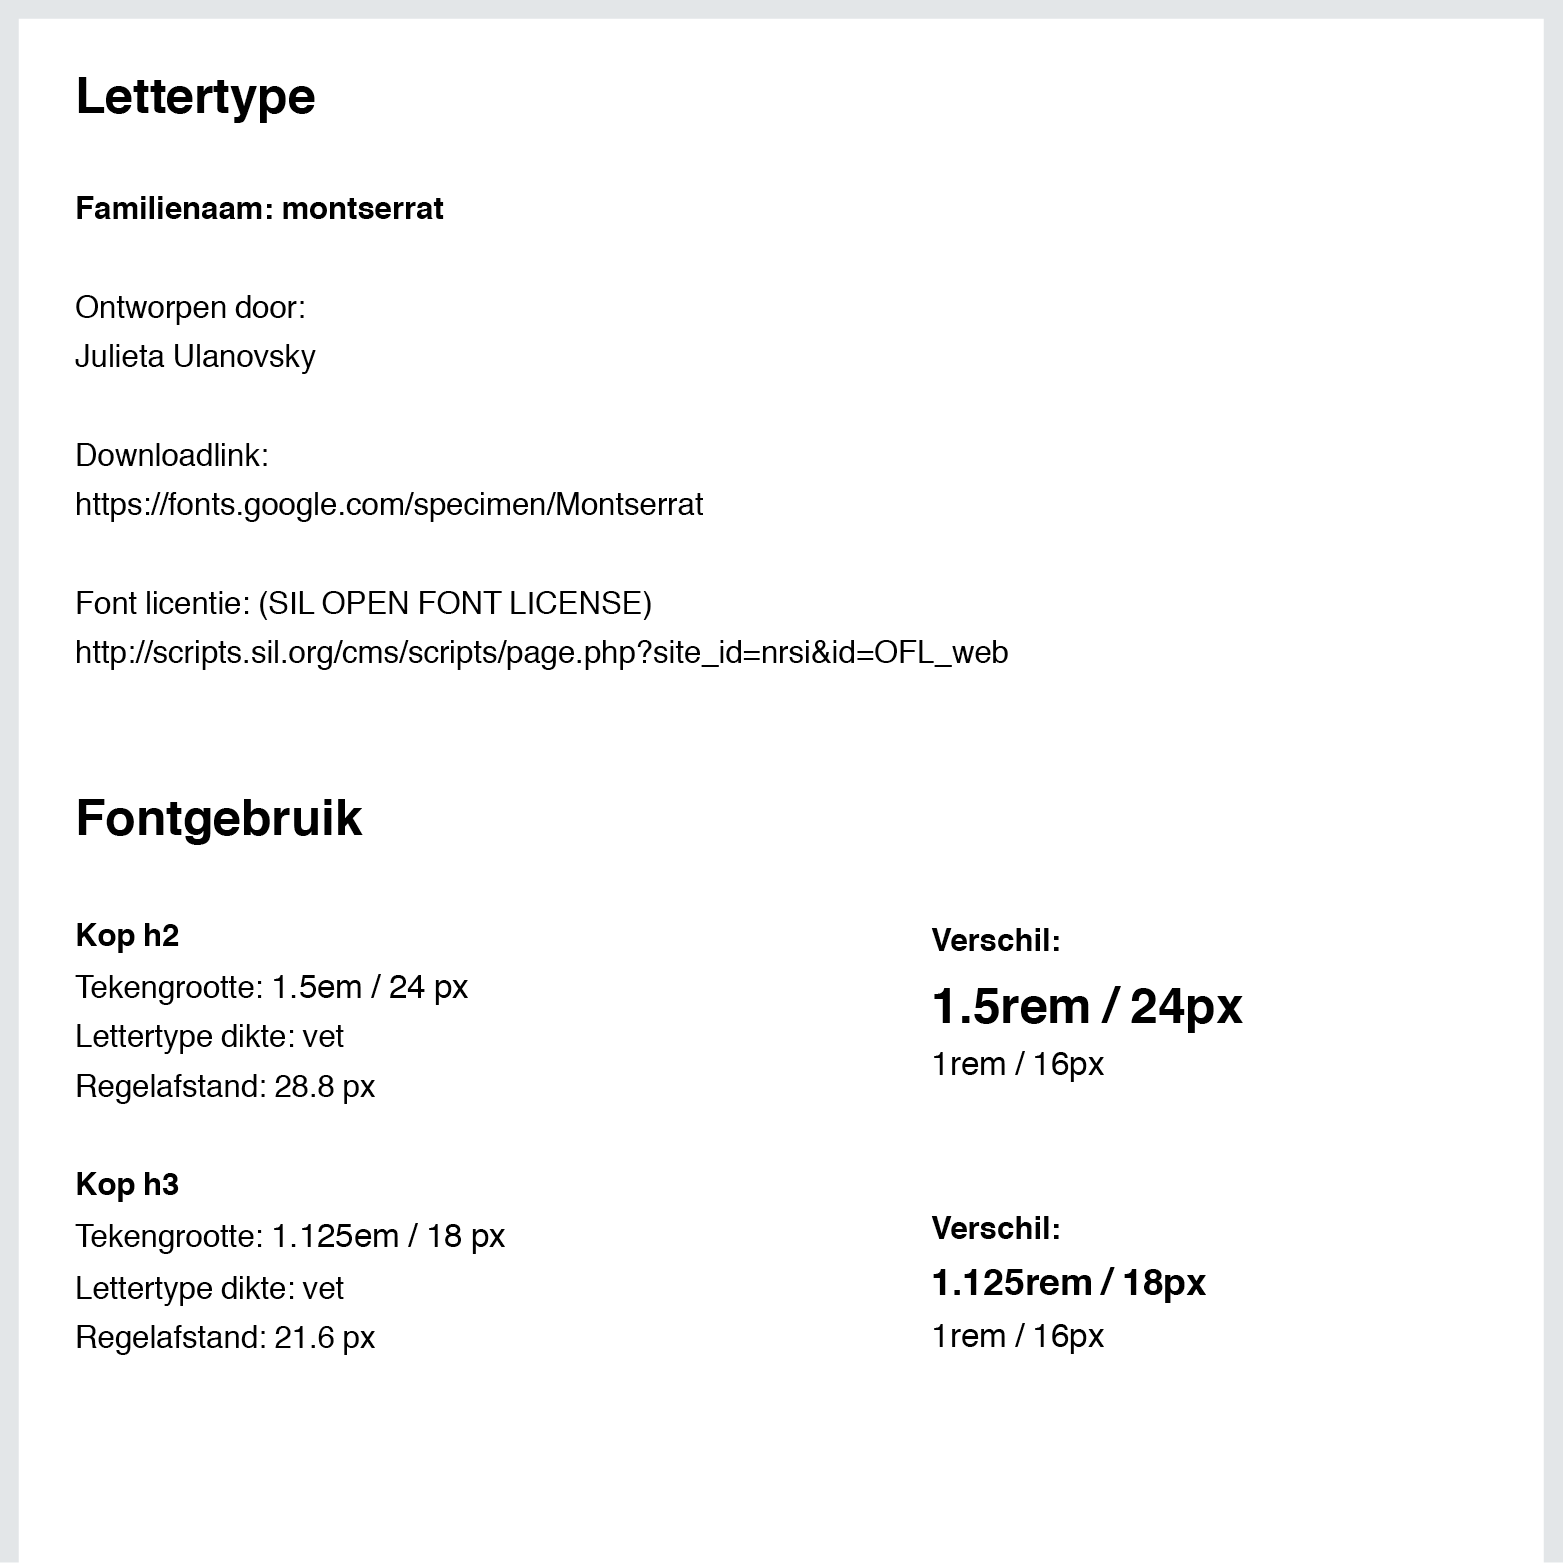 Lettertype
Familienaam: montserrat
Ontworpen door:
Julieta Ulanovsky
Downloadlink:
https://fonts.google.com/specimen/Montserrat
Font licentie: (SIL OPEN FONT LICENSE)
http://scripts.sil.org/cms/scripts/page.php?site_id=nrsi&id=OFL_web
Fontgebruik
Kop h2
Tekengrootte: 1.5em / 24 px
Lettertype dikte: vet
Regelafstand: 28.8 px
Verschil:
1.5rem / 24px
1rem / 16px
Kop h3
Tekengrootte: 1.125em / 18 px
Lettertype dikte: vet
Regelafstand: 21.6 px
Verschil:
1.125rem / 18px
1rem / 16px